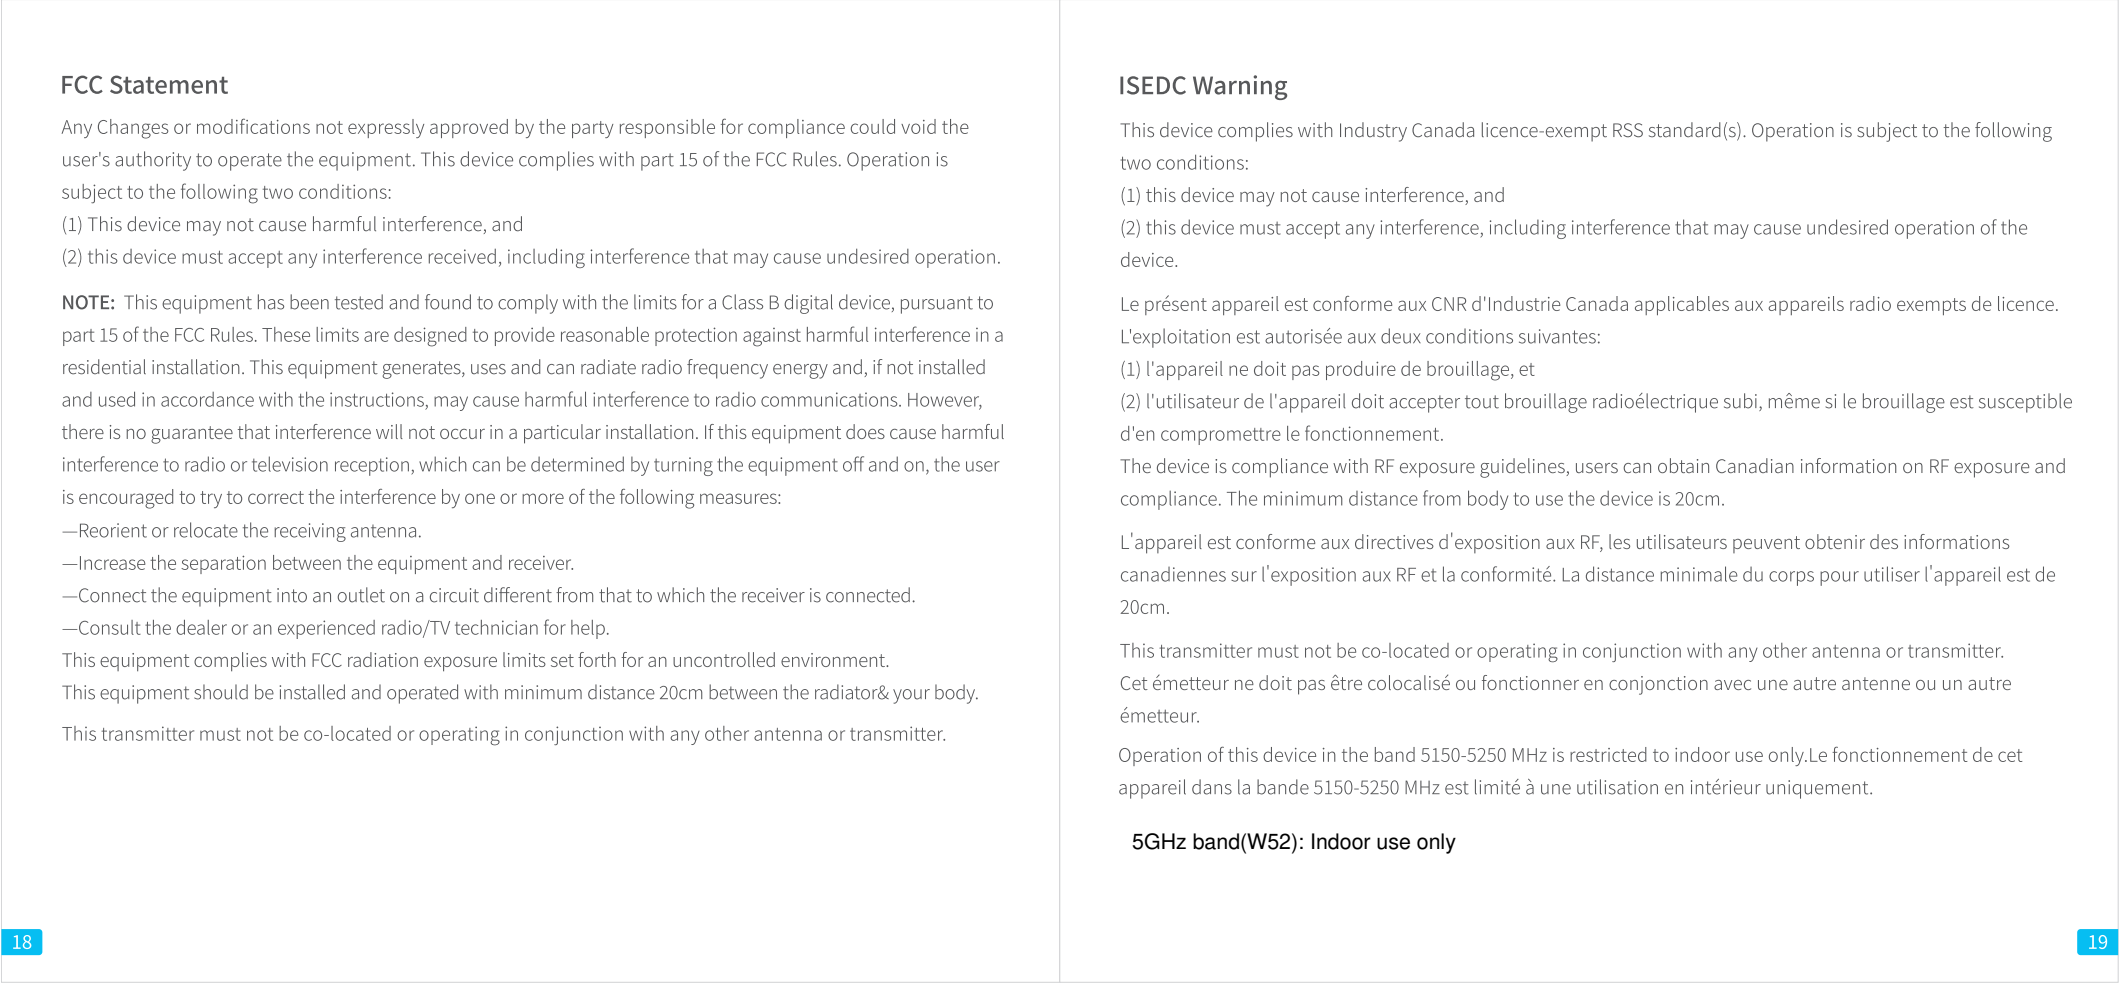 FCC Statement
Any Changes or modifications not expressly approved by the party responsible for compliance could void the
user's authority to operate the equipment. This device complies with part 15 of the FCC Rules. Operation is
subject to the following two conditions:
(1) This device may not cause harmful interference, and
(2) this device must accept any interference received, including interference that may cause undesired operation.
NOTE: This equipment has been tested and found to comply with the limits for a Class B digital device, pursuant to
part 15 of the FCC Rules. These limits are designed to provide reasonable protection against harmful interference in a
residential installation. This equipment generates, uses and can radiate radio frequency energy and, if not installed
and used in accordance with the instructions, may cause harmful interference to radio communications. However,
there is no guarantee that interference will not occur in a particular installation. If this equipment does cause harmful
interference to radio or television reception, which can be determined by turning the equipment off and on, the user
is encouraged to try to correct the interference by one or more of the following measures:
—Reorient or relocate the receiving antenna.
—Increase the separation between the equipment and receiver.
—Connect the equipment into an outlet on a circuit different from that to which the receiver is connected.
—Consult the dealer or an experienced radio/TV technician for help.
This equipment complies with FCC radiation exposure limits set forth for an uncontrolled environment.
This equipment should be installed and operated with minimum distance 20cm between the radiator& your body.
This transmitter must not be co-located or operating in conjunction with any other antenna or transmitter.
18
ISEDC Warning
This device complies with Industry Canada licence-exempt RSS standard(s). Operation is subject to the following
two conditions:
(1) this device may not cause interference, and
(2) this device must accept any interference, including interference that may cause undesired operation of the
device.
Le présent appareil est conforme aux CNR d'Industrie Canada applicables aux appareils radio exempts de licence.
L'exploitation est autorisée aux deux conditions suivantes:
(1) l'appareil ne doit pas produire de brouillage, et
(2) l'utilisateur de l'appareil doit accepter tout brouillage radioélectrique subi, même si le brouillage est susceptible
d'en compromettre le fonctionnement.
The device is compliance with RF exposure guidelines, users can obtain Canadian information on RF exposure and
compliance. The minimum distance from body to use the device is 20cm.
L'appareil est conforme aux directives d'exposition aux RF, les utilisateurs peuvent obtenir des informations
canadiennes sur l'exposition aux RF et la conformité. La distance minimale du corps pour utiliser l'appareil est de
20cm.
This transmitter must not be co-located or operating in conjunction with any other antenna or transmitter.
Cet émetteur ne doit pas être colocalisé ou fonctionner en conjonction avec une autre antenne ou un autre
émetteur.
Operation of this device in the band 5150-5250 MHz is restricted to indoor use only.Le fonctionnement de cet
appareil dans la bande 5150-5250 MHz est limité à une utilisation en intérieur uniquement.
5GHz band(W52): Indoor use only
19